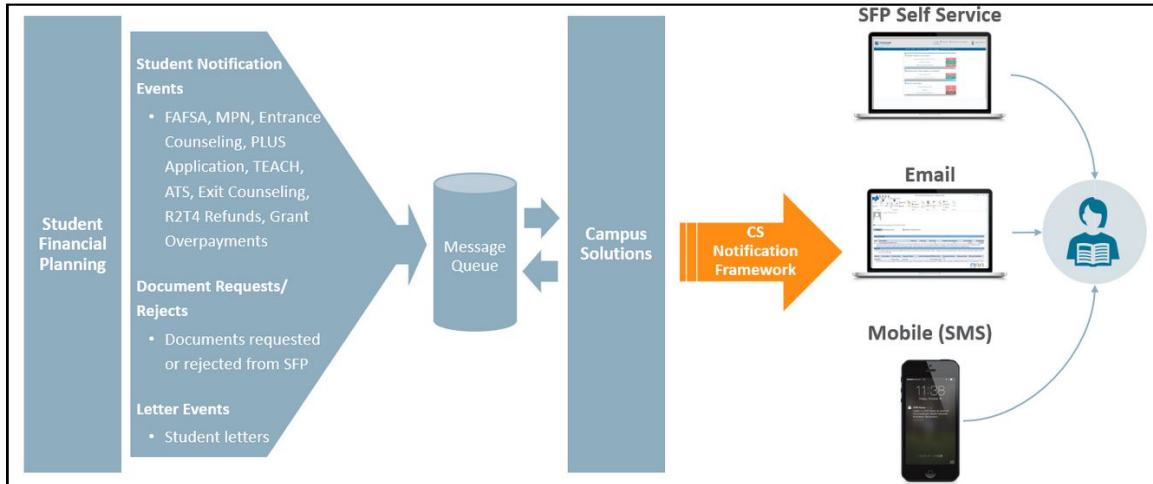 Student
Financial
Planning
Student Notification
Events
• FAFSA, MPN, Entrance
Counseling, PLUS
Application, TEACH,
ATS, Exit Counseling,
R2T4 Refunds, Grant
Overpayments
Document Requests/
Rejects
• Documents requested
or rejected from SFP
Letter Events
• Student letters
Message
Queue
Campus
Solutions
CS
Notification
Framework
SFP Self Service
Email
Mobile (SMS)
11:38